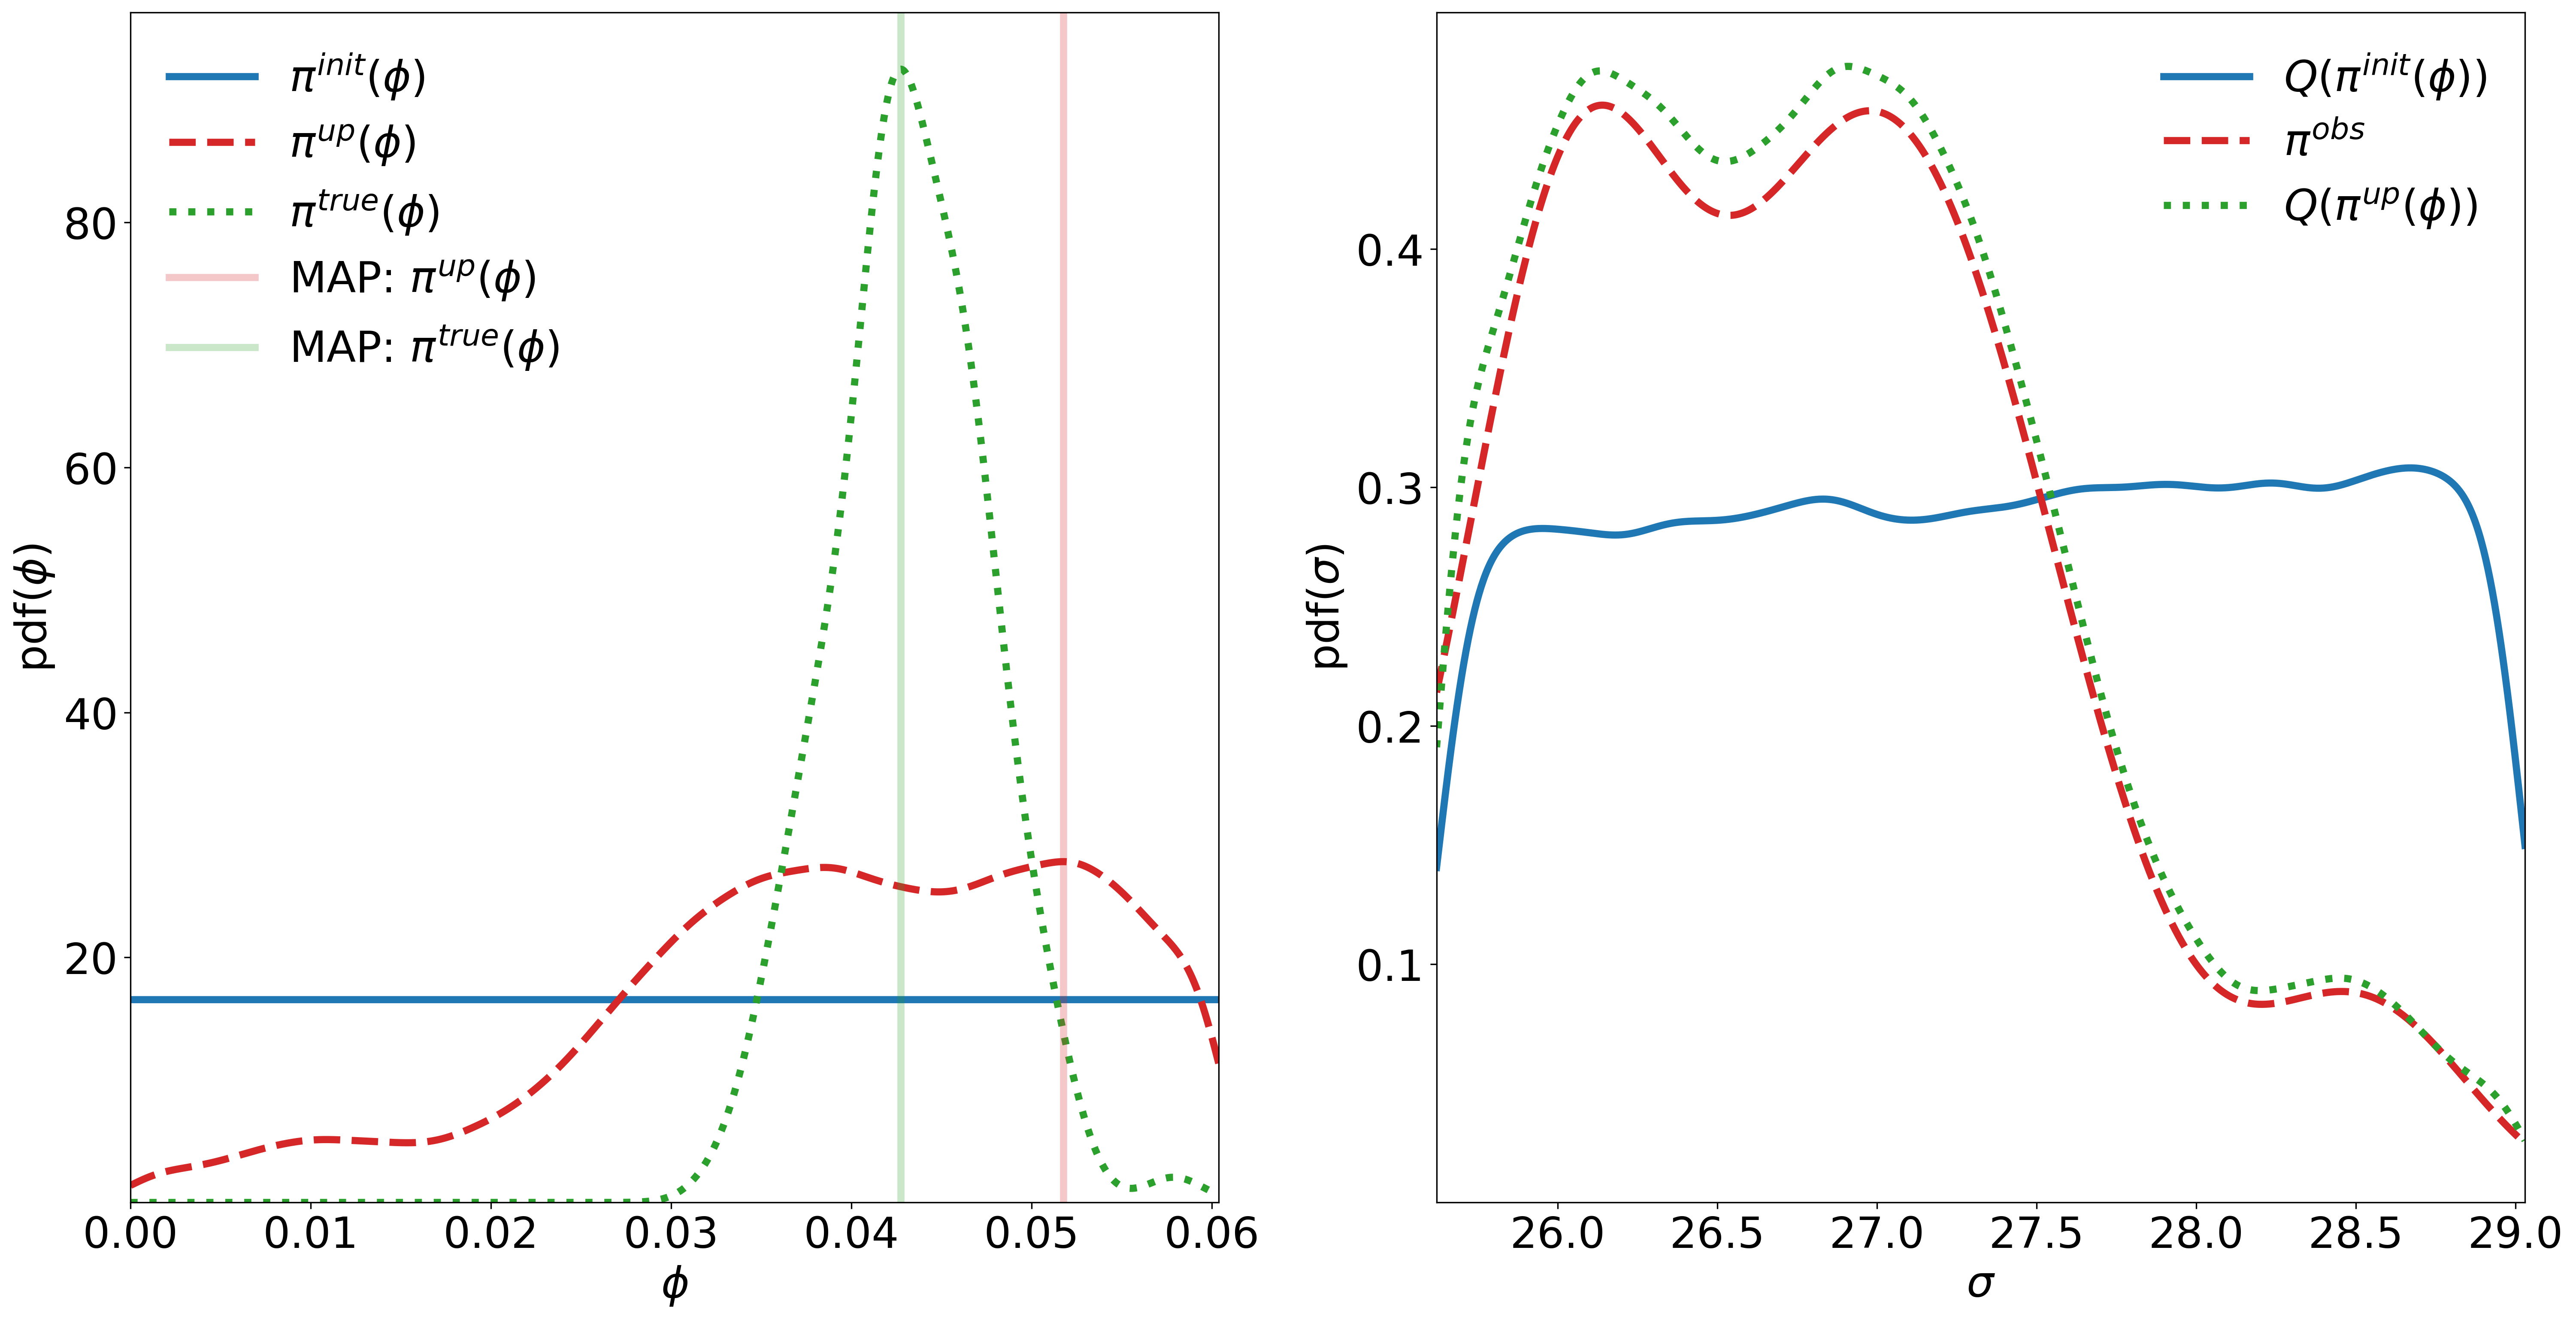 π^{init}(ϕ)
π^{up}(ϕ)
π^{true}(ϕ)
MAP: π^{up}(ϕ)
MAP: π^{true}(ϕ)
80
60
40
20
pdf(ϕ)
0.00 0.01 0.02 0.03 0.04 0.05 0.06
ϕ
Q(π^{init}(ϕ))
π^{obs}
Q(π^{up}(ϕ))
0.4
0.3
0.2
0.1
pdf(σ)
26.0 26.5 27.0 27.5 28.0 28.5 29.0
σ